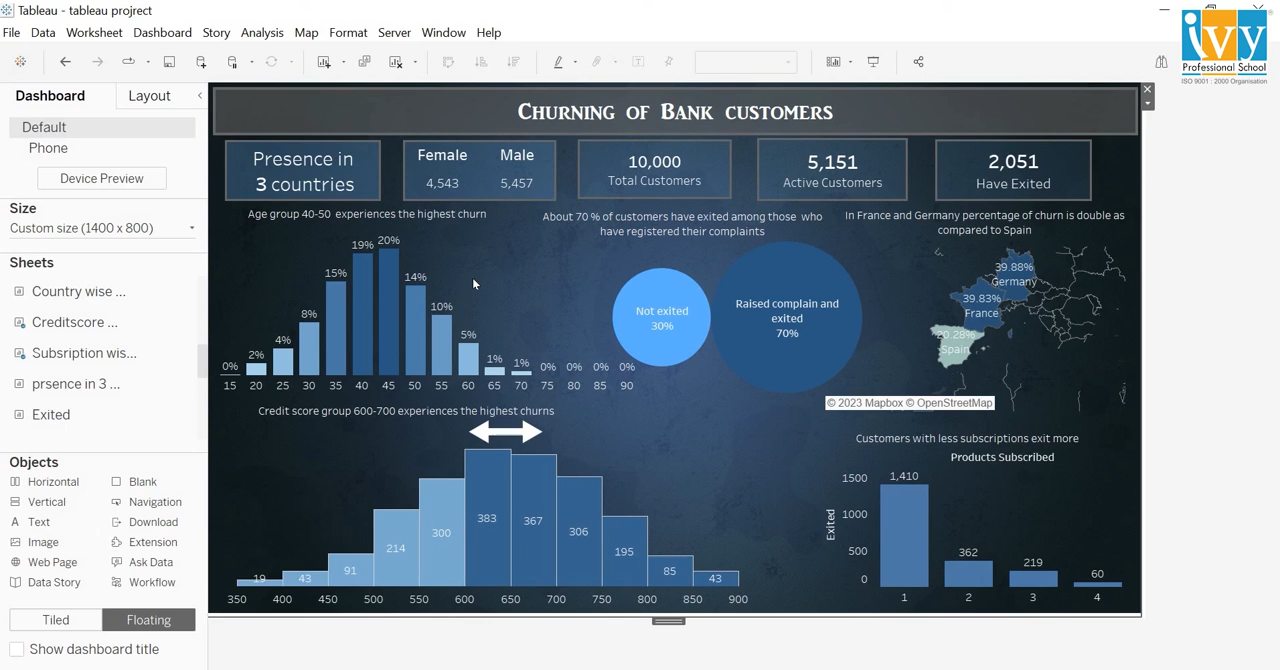 Tableau - tableau prorject
File Data Worksheet Dashboard Story Analysis Map Format Server Window Help
ivy
Professional School
ISO 9001 : 2000 Organisation
Dashboard Layout
Default
Phone
Device Preview
Size
Custom size (1400 x 800)
Sheets
Country wise ...
Creditscore ...
Subsription wis...
prsence in 3 ...
Exited
Objects
Horizontal Blank
Vertical Navigation
Text Download
Image Extension
Web Page Ask Data
Data Story Workflow
Tiled Floating
Show dashboard title
Churning of Bank customers
Presence in
3 countries
Female Male
4,543 5,457
10,000
Total Customers
5,151
Active Customers
2,051
Have Exited
Age group 40-50 experiences the highest churn
0% 2% 4% 8% 15% 19% 20% 14% 10% 5% 1% 1% 0% 0% 0% 0%
15 20 25 30 35 40 45 50 55 60 65 70 75 80 85 90
About 70 % of customers have exited among those who
have registered their complaints
Not exited
30%
Raised complain and
exited
70%
In France and Germany percentage of churn is double as
compared to Spain
39.88%
Germany
39.83%
France
20.28%
Spain
© 2023 Mapbox © OpenStreetMap
Credit score group 600-700 experiences the highest churns
19 43 91 214 300 383 367 306 195 85 43
350 400 450 500 550 600 650 700 750 800 850 900
Customers with less subscriptions exit more
Products Subscribed
Exited
1500
1000
500
0
1,410 362 219 60
1 2 3 4